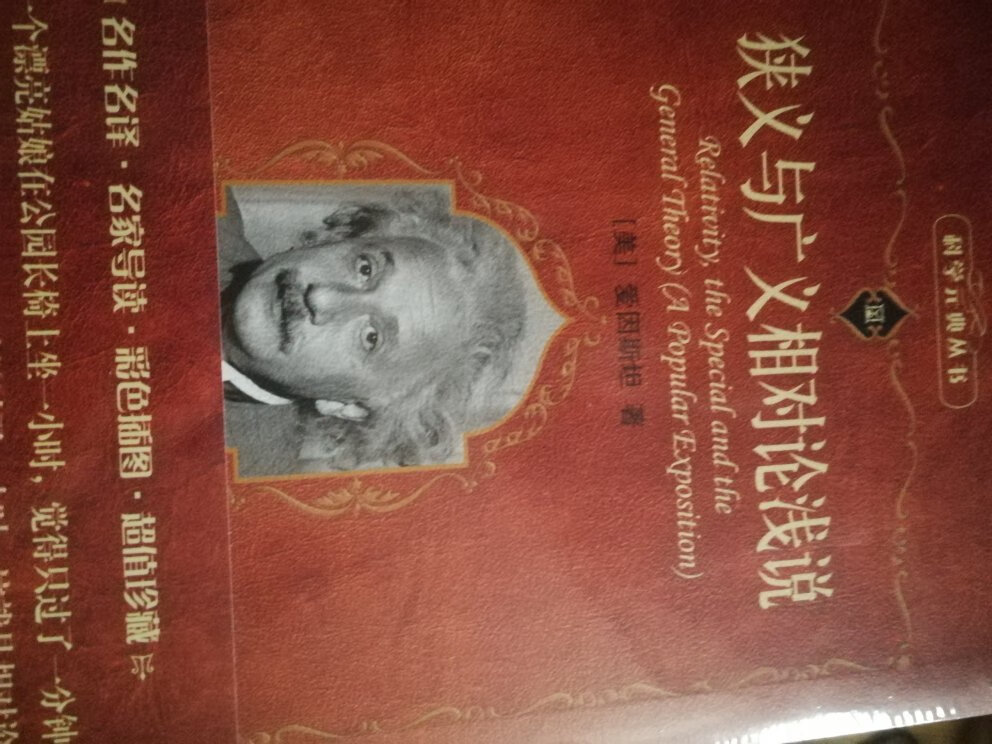 科学元典丛书
狭义与广义相对论浅说
Relativity, the Special and the
General Theory (A Popular Exposition)
[美] 爱因斯坦 著
名作名译·名家导读·彩色插图·超值珍藏
一个漂亮姑娘在公园长椅上坐一小时，觉得只过了一分钟